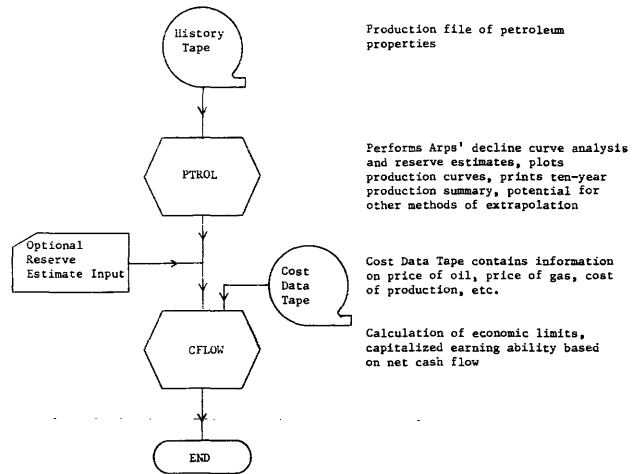 History
Tape
Production file of petroleum
properties
PTROL
Performs Arps' decline curve analysis
and reserve estimates, plots
production curves, prints ten-year
production summary, potential for
other methods of extrapolation
Optional
Reserve
Estimate Input
Cost
Data
Tape
Cost Data Tape contains information
on price of oil, price of gas, cost
of production, etc.
CFLOW
Calculation of economic limits,
capitalized earning ability based
on net cash flow
END